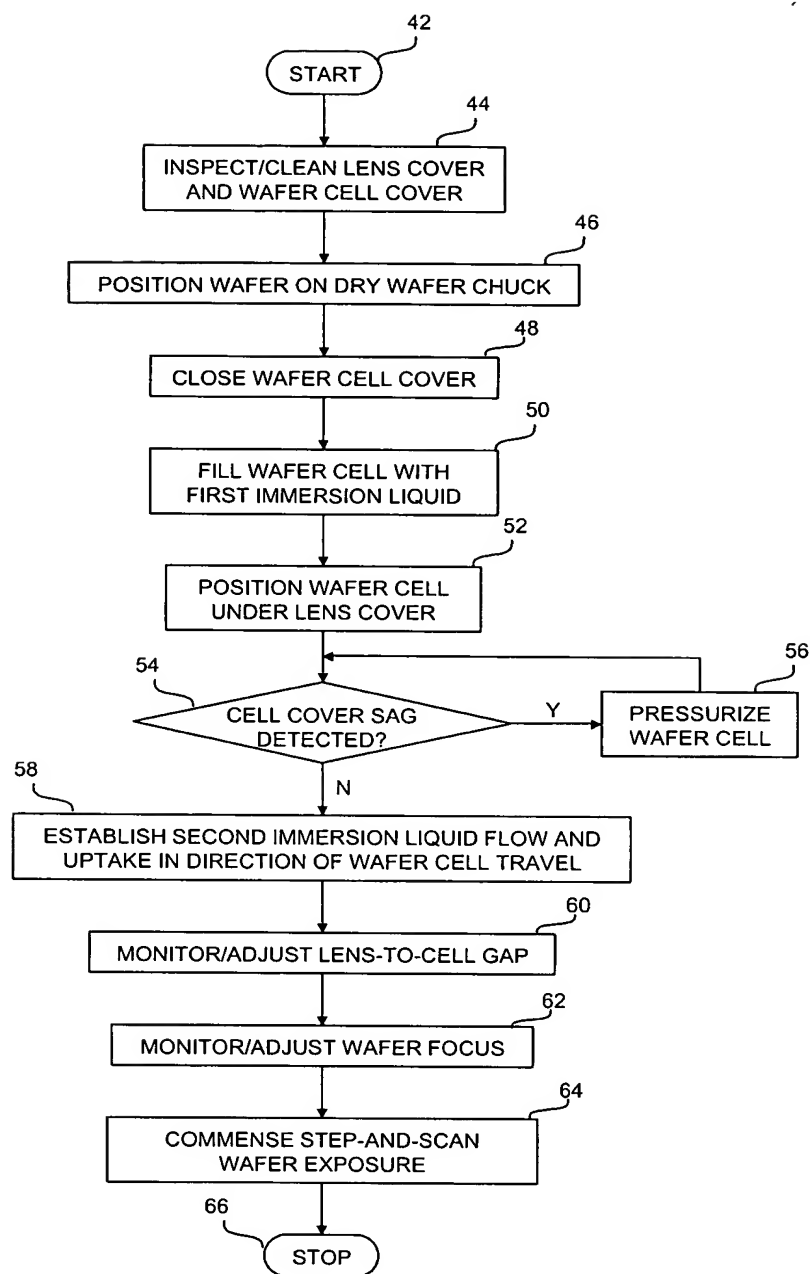 42
START
44
INSPECT/CLEAN LENS COVER
AND WAFER CELL COVER
46
POSITION WAFER ON DRY WAFER CHUCK
48
CLOSE WAFER CELL COVER
50
FILL WAFER CELL WITH
FIRST IMMERSION LIQUID
52
POSITION WAFER CELL
UNDER LENS COVER
54
CELL COVER SAG
DETECTED?
Y
56
PRESSURIZE
WAFER CELL
N
58
ESTABLISH SECOND IMMERSION LIQUID FLOW AND
UPTAKE IN DIRECTION OF WAFER CELL TRAVEL
60
MONITOR/ADJUST LENS-TO-CELL GAP
62
MONITOR/ADJUST WAFER FOCUS
64
COMMENSE STEP-AND-SCAN
WAFER EXPOSURE
66
STOP